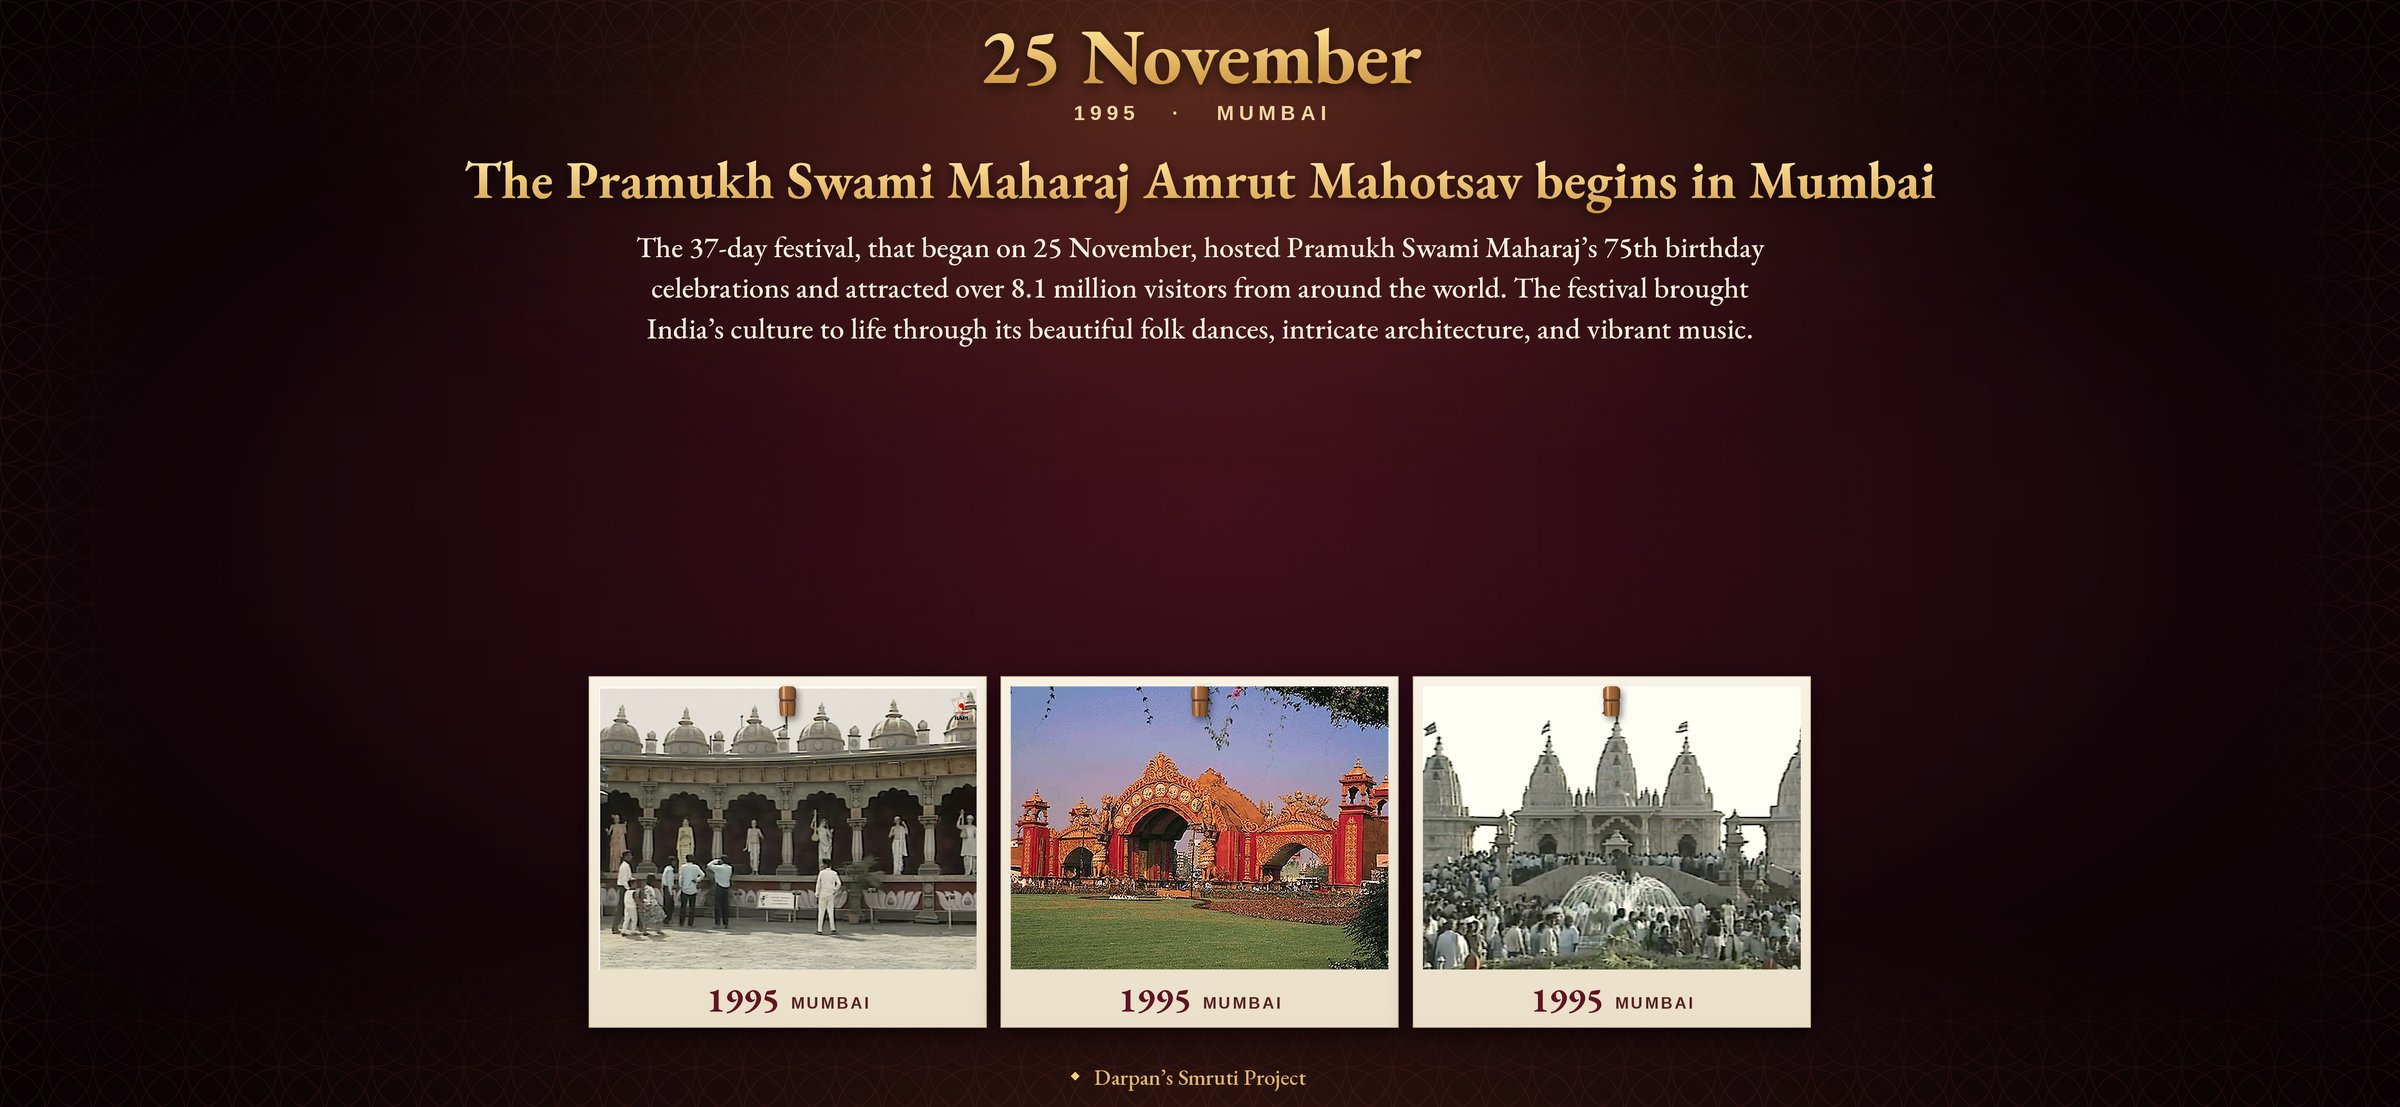 25 November
1995 · MUMBAI
The Pramukh Swami Maharaj Amrut Mahotsav begins in Mumbai
The 37-day festival, that began on 25 November, hosted Pramukh Swami Maharaj’s 75th birthday
celebrations and attracted over 8.1 million visitors from around the world. The festival brought
India’s culture to life through its beautiful folk dances, intricate architecture, and vibrant music.
1995 MUMBAI
1995 MUMBAI
1995 MUMBAI
Darpan’s Smruti Project